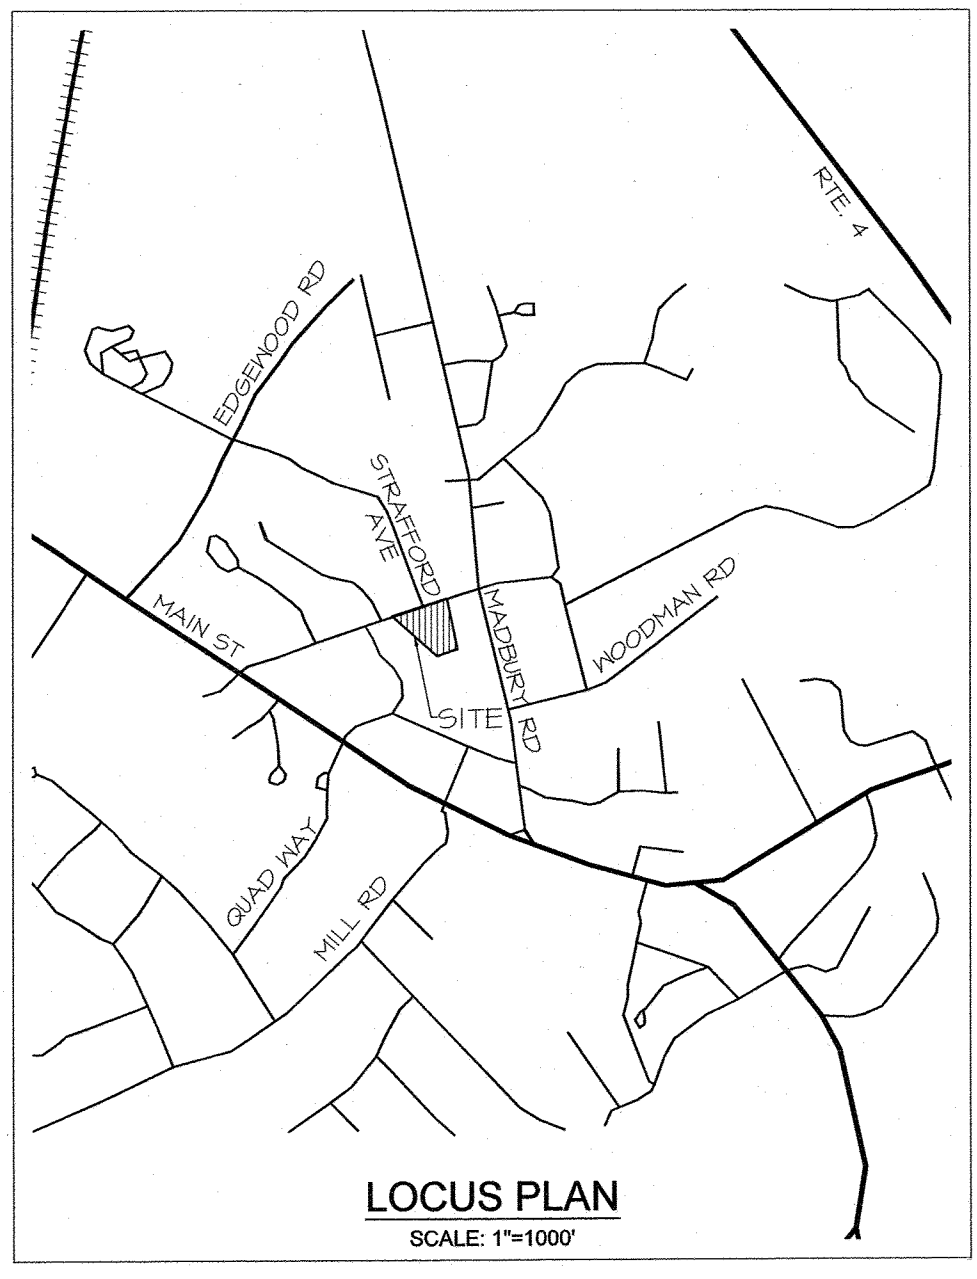 RTE. 4
EDGEWOOD RD
STRAFFORD
AVE
MAIN ST
MADBURY RD
WOODMAN RD
SITE
QUAD WAY
MILL RD
LOCUS PLAN
SCALE: 1"=1000'